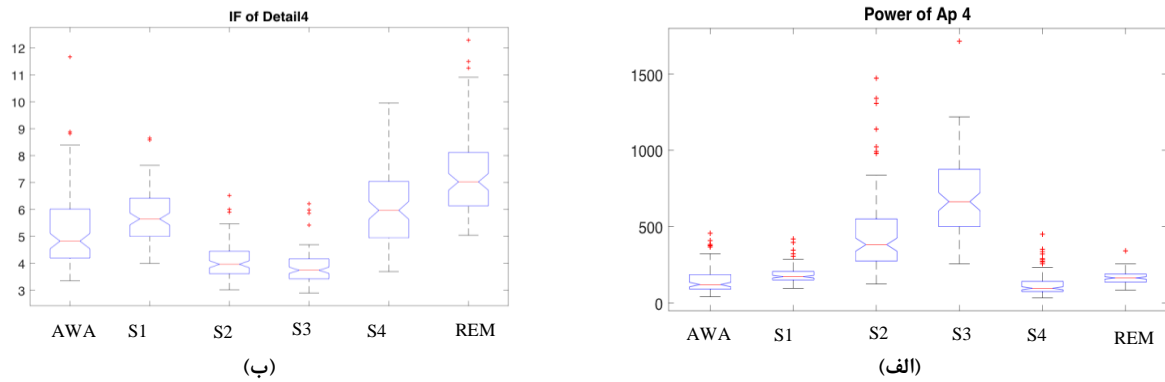 IF of Detail4
12
11
10
9
8
7
6
5
4
3
AWA S1 S2 S3 S4 REM
(ب)
Power of Ap 4
1500
1000
500
0
AWA S1 S2 S3 S4 REM
(الف)